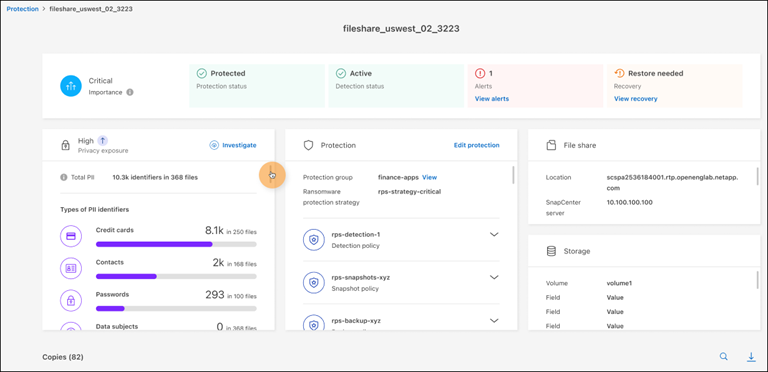 Protection > fileshare_uswest_02_3223
fileshare_uswest_02_3223
Critical
Importance
Protected
Protection status
Active
Detection status
1
Alerts
View alerts
Restore needed
Recovery
View recovery
High
Privacy exposure
Investigate
Total PII 10.3k identifiers in 368 files
Types of PII identifiers
Credit cards 8.1k in 250 files
Contacts 2k in 168 files
Passwords 293 in 100 files
Data subjects 0 in 368 files
Protection
Edit protection
Protection group finance-apps View
Ransomware
protection strategy
rps-strategy-critical
rps-detection-1
Detection policy
rps-snapshots-xyz
Snapshot policy
rps-backup-xyz
File share
Location scspa2536184001.rtp.openenglab.netapp.
com
SnapCenter
server
10.100.100.100
Storage
Volume volume1
Field Value
Field Value
Field Value
Copies (82)